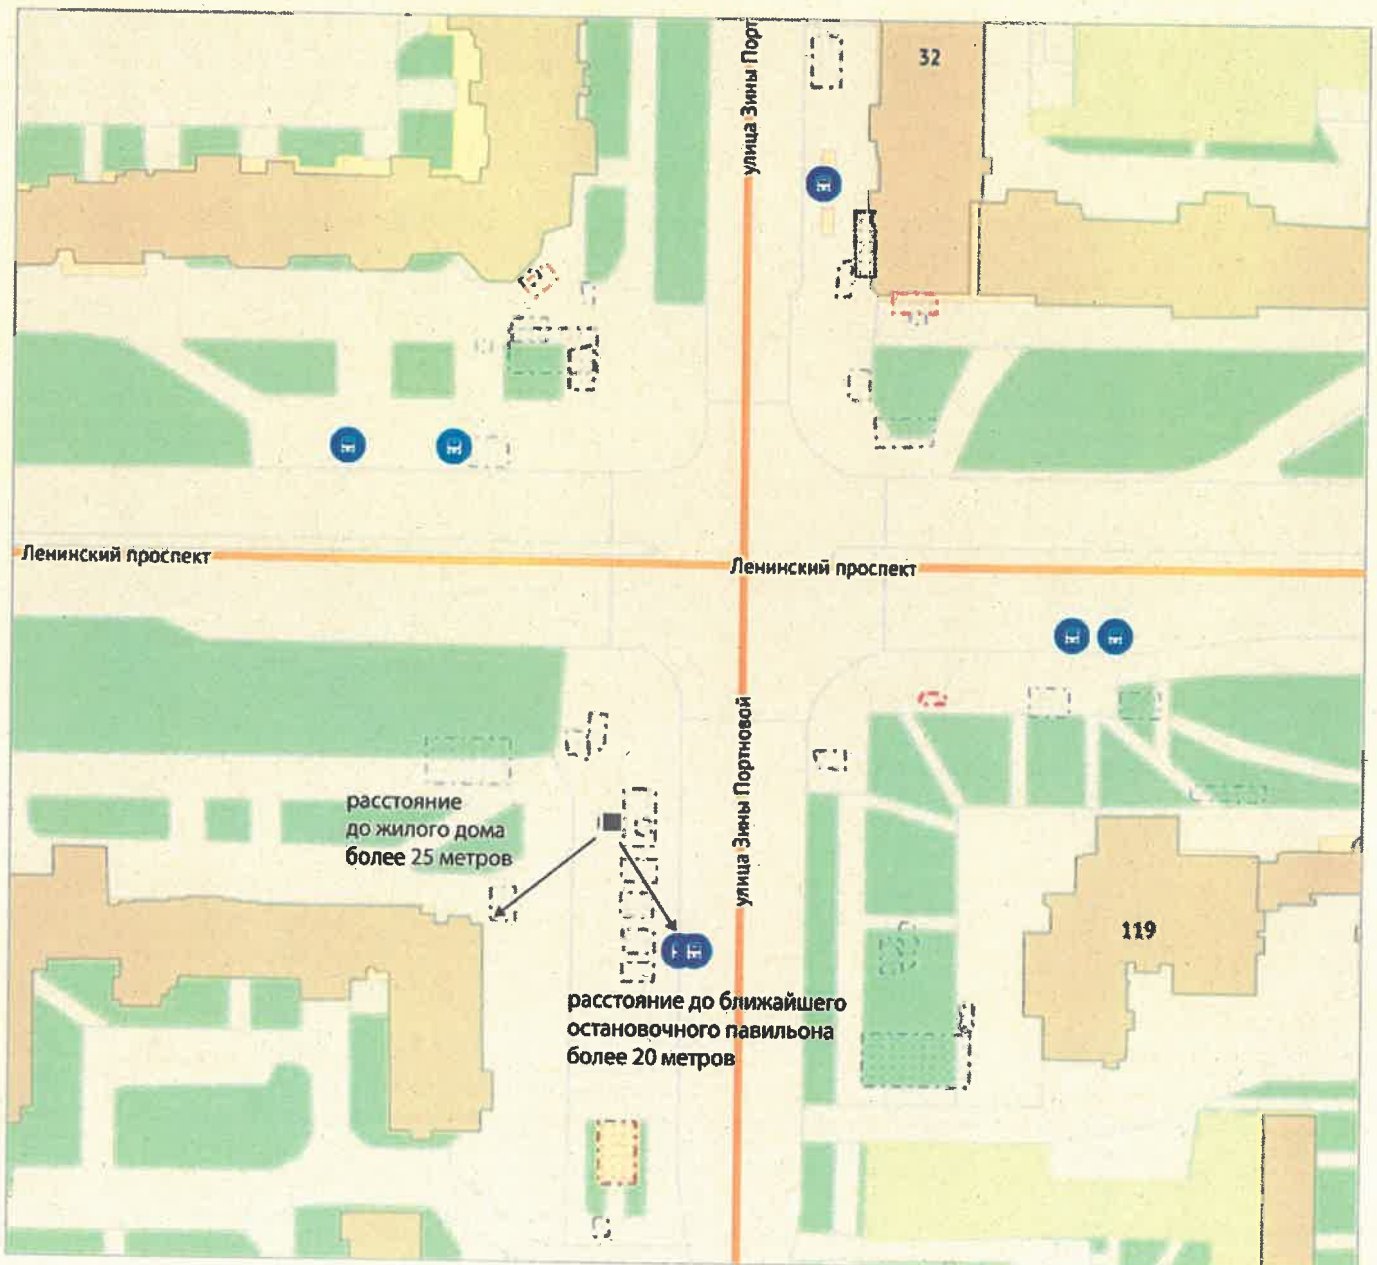 улица Зины Порт
32
Ленинский проспект
Ленинский проспект
улица Зины Портновой
расстояние
до жилого дома
более 25 метров
119
расстояние до ближайшего
остановочного павильона
более 20 метров